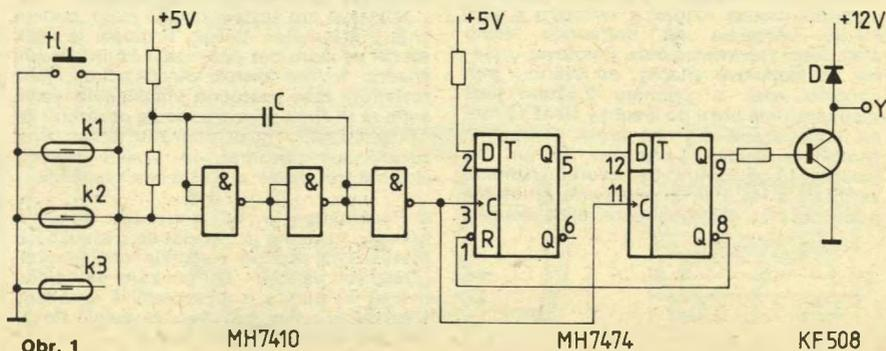 +5V
+5V
+12V
tl
C
D
Y
k1
k2
k3
&
&
&
2
D
T
Q
5
12
D
T
Q
9
3
C
6
Q
11
C
8
Q
1
R
R
Obr. 1
MH7410
MH7474
KF508